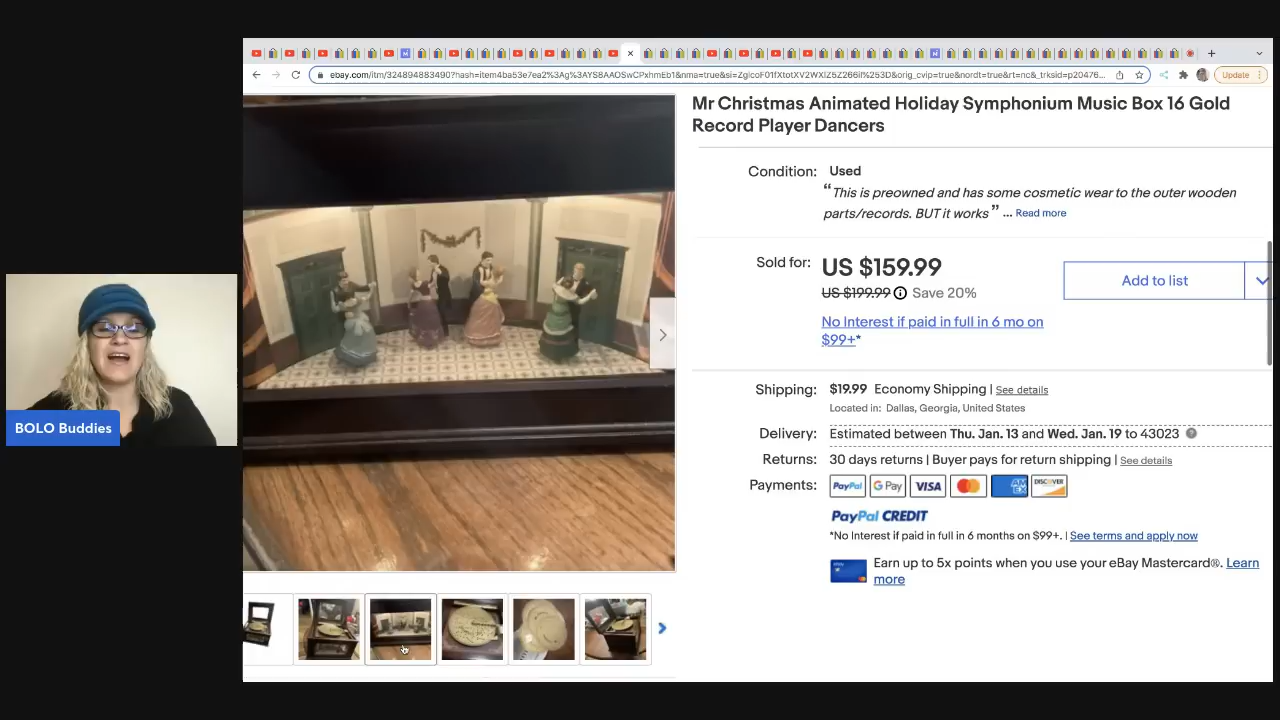 ebay.com/itm/324894883490?hash=item4ba53e7ea2%3Ag%3AYS8AAOSwCPxhmEb1&nma=true&si=ZgIcoF01fXtotXV2WXIZ5Z266iI%253D&orig_cvip=true&nordt=true&rt=nc&_trksid=p20476...
Update
Mr Christmas Animated Holiday Symphonium Music Box 16 Gold
Record Player Dancers
Condition: Used
“This is preowned and has some cosmetic wear to the outer wooden
parts/records. BUT it works” ... Read more
Sold for: US $159.99
Add to list
US $199.99 Save 20%
No Interest if paid in full in 6 mo on
$99+*
Shipping: $19.99 Economy Shipping | See details
Located in: Dallas, Georgia, United States
Delivery: Estimated between Thu. Jan. 13 and Wed. Jan. 19 to 43023
Returns: 30 days returns | Buyer pays for return shipping | See details
Payments: PayPal G Pay VISA MasterCard AM EX DISCOVER
PayPal CREDIT
*No Interest if paid in full in 6 months on $99+. | See terms and apply now
Earn up to 5x points when you use your eBay Mastercard®. Learn
more
BOLO Buddies